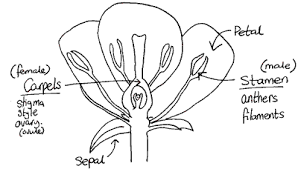 Petal
(female)
Carpels
stigma
style
ovary.
(ovule)
(male)
Stamen
anthers
filaments
Sepal